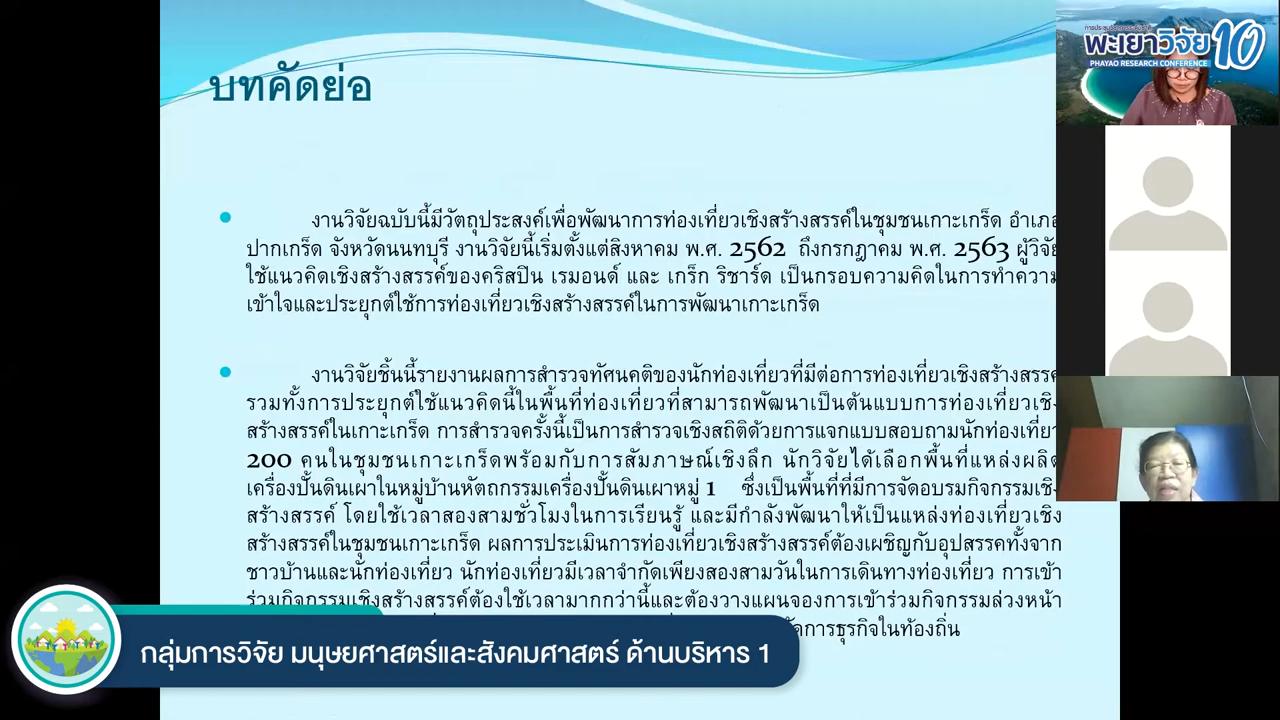 บทคัดย่อ
งานวิจัยฉบับนี้มีวัตถุประสงค์เพื่อพัฒนาการท่องเที่ยวเชิงสร้างสรรค์ในชุมชนเกาะเกร็ด อำเภอ
ปากเกร็ด จังหวัดนนทบุรี งานวิจัยนี้เริ่มตั้งแต่สิงหาคม พ.ศ. 2562 ถึงกรกฎาคม พ.ศ. 2563 ผู้วิจัย
ใช้แนวคิดเชิงสร้างสรรค์ของคริสปิน เรมอนด์ และ เกร็ก ริชาร์ด เป็นกรอบความคิดในการทำความ
เข้าใจและประยุกต์ใช้การท่องเที่ยวเชิงสร้างสรรค์ในการพัฒนาเกาะเกร็ด
งานวิจัยชิ้นนี้รายงานผลการสำรวจทัศนคติของนักท่องเที่ยวที่มีต่อการท่องเที่ยวเชิงสร้างสรรค์
รวมทั้งการประยุกต์ใช้แนวคิดนี้ในพื้นที่ท่องเที่ยวที่สามารถพัฒนาเป็นต้นแบบการท่องเที่ยวเชิง
สร้างสรรค์ในเกาะเกร็ด การสำรวจครั้งนี้เป็นการสำรวจเชิงสถิติด้วยการแจกแบบสอบถามนักท่องเที่ยว
200 คนในชุมชนเกาะเกร็ดพร้อมกับการสัมภาษณ์เชิงลึก นักวิจัยได้เลือกพื้นที่แหล่งผลิต
เครื่องปั้นดินเผาในหมู่บ้านหัตถกรรมเครื่องปั้นดินเผาหมู่ 1 ซึ่งเป็นพื้นที่ที่มีการจัดอบรมกิจกรรมเชิง
สร้างสรรค์ โดยใช้เวลาสองสามชั่วโมงในการเรียนรู้ และมีกำลังพัฒนาให้เป็นแหล่งท่องเที่ยวเชิง
สร้างสรรค์ในชุมชนเกาะเกร็ด ผลการประเมินการท่องเที่ยวเชิงสร้างสรรค์ต้องเผชิญกับอุปสรรคทั้งจาก
ชาวบ้านและนักท่องเที่ยว นักท่องเที่ยวมีเวลาจำกัดเพียงสองสามวันในการเดินทางท่องเที่ยว การเข้า
ร่วมกิจกรรมเชิงสร้างสรรค์ต้องใช้เวลามากกว่านี้และต้องวางแผนจองการเข้าร่วมกิจกรรมล่วงหน้า
จัดการธุรกิจในท้องถิ่น
กลุ่มการวิจัย มนุษยศาสตร์และสังคมศาสตร์ ด้านบริหาร 1
พะเยาวิจัย 10
PHAYAO RESEARCH CONFERENCE